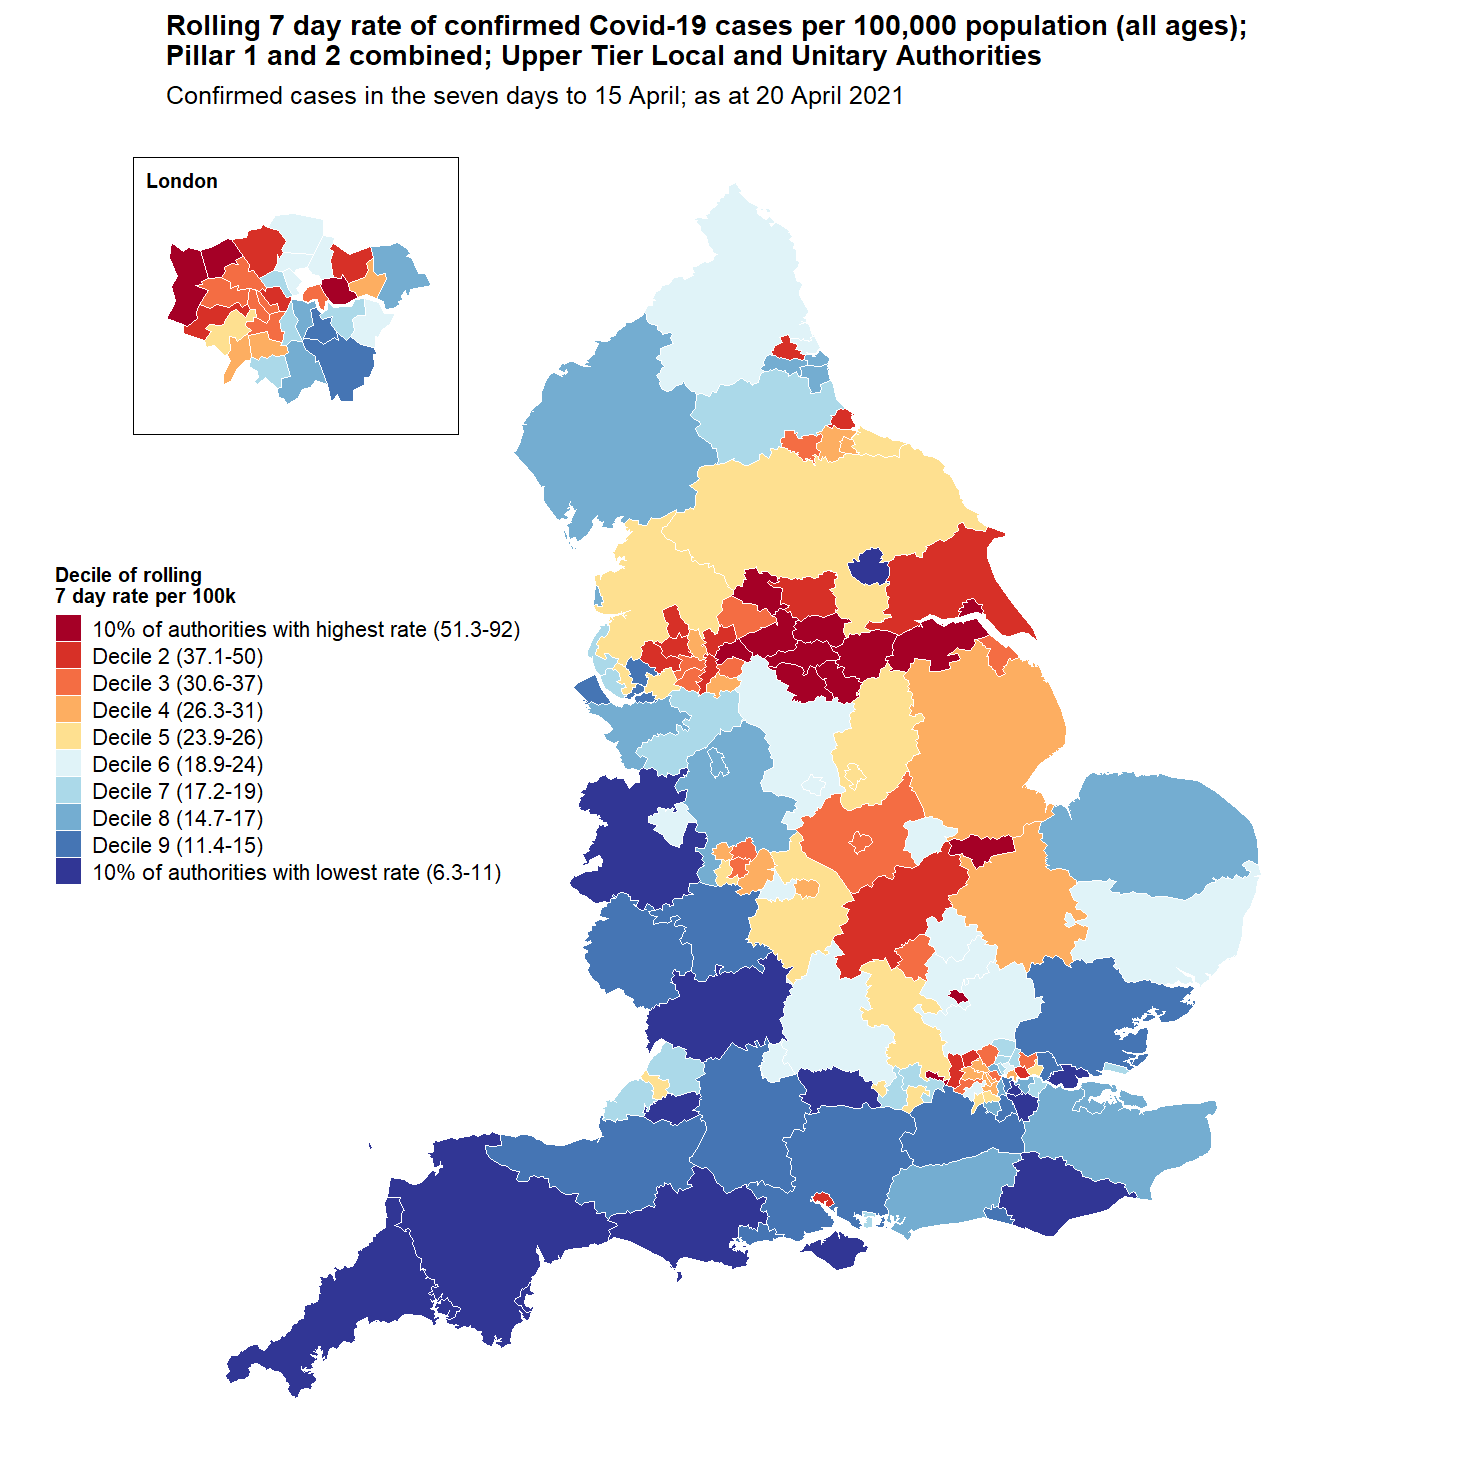 Rolling 7 day rate of confirmed Covid-19 cases per 100,000 population (all ages);
Pillar 1 and 2 combined; Upper Tier Local and Unitary Authorities
Confirmed cases in the seven days to 15 April; as at 20 April 2021
London
Decile of rolling
7 day rate per 100k
10% of authorities with highest rate (51.3-92)
Decile 2 (37.1-50)
Decile 3 (30.6-37)
Decile 4 (26.3-31)
Decile 5 (23.9-26)
Decile 6 (18.9-24)
Decile 7 (17.2-19)
Decile 8 (14.7-17)
Decile 9 (11.4-15)
10% of authorities with lowest rate (6.3-11)